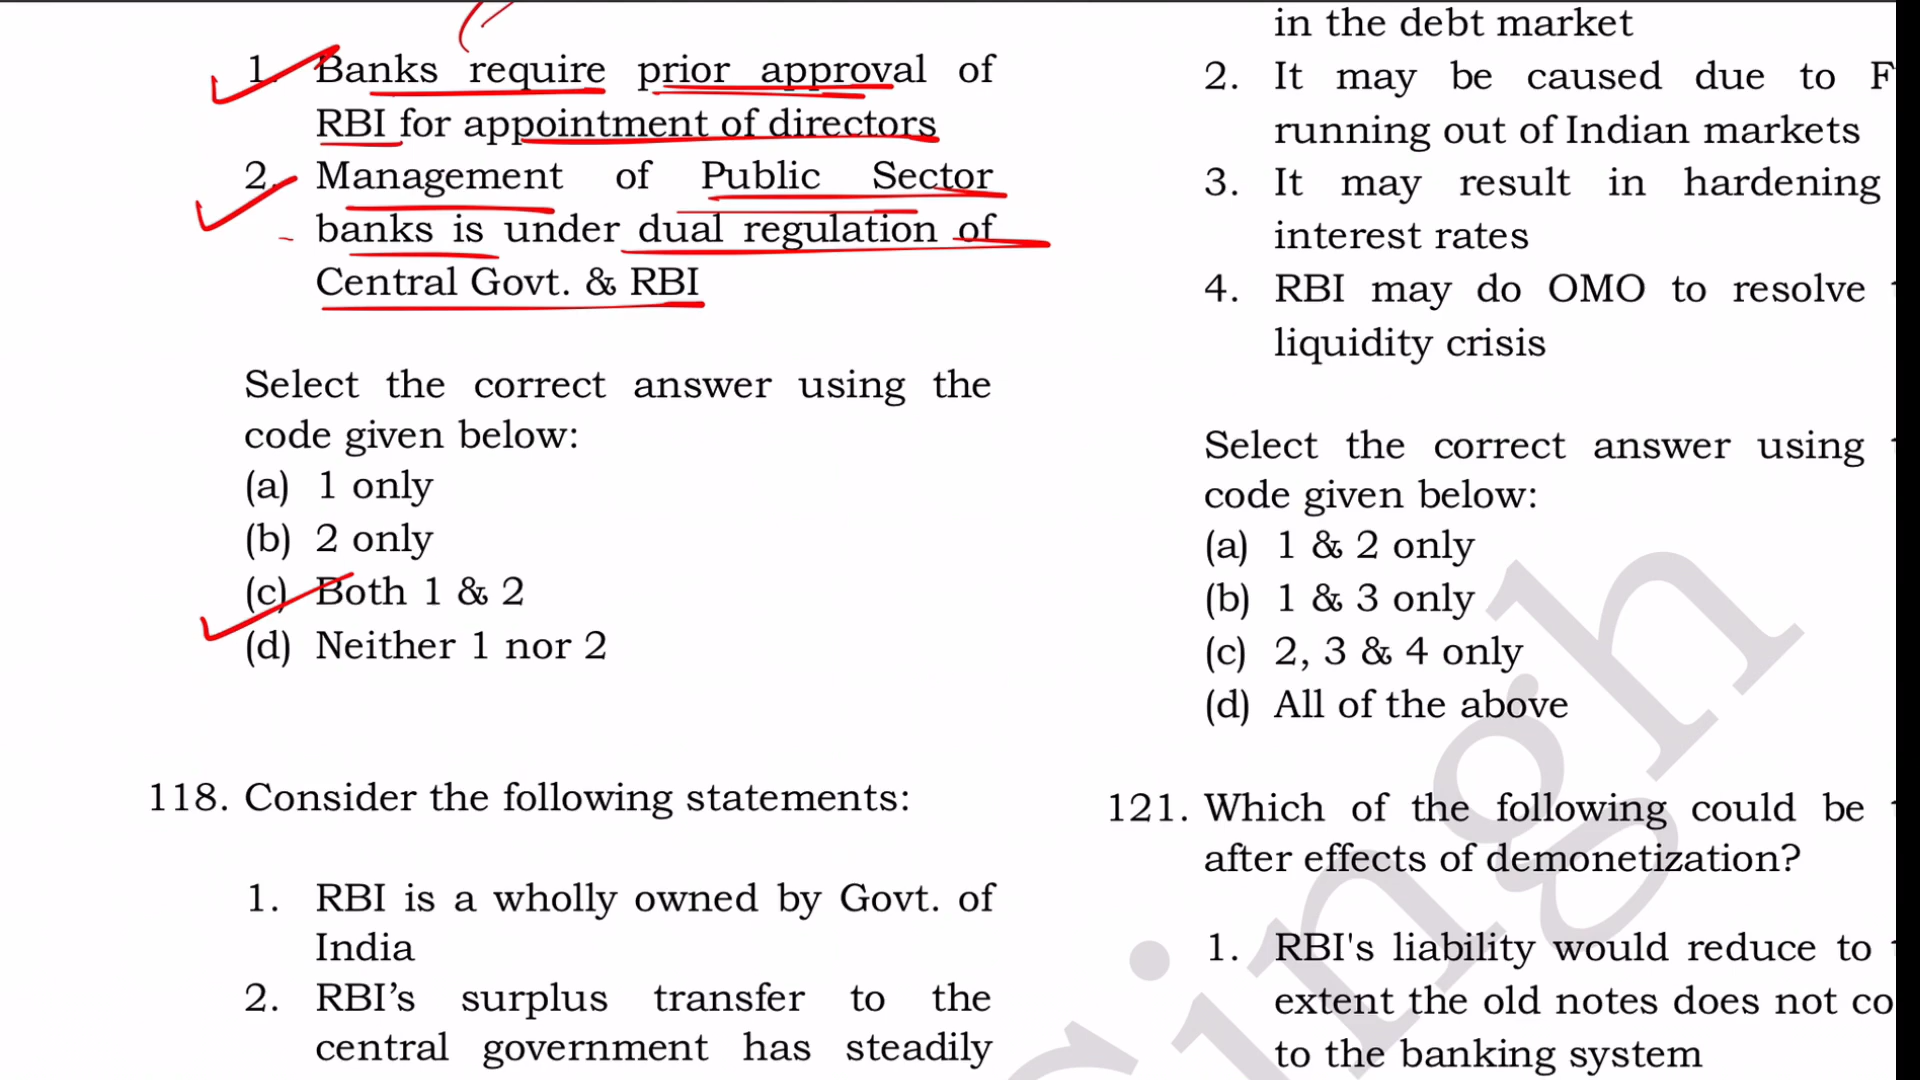 1. Banks require prior approval of
RBI for appointment of directors
2. Management of Public Sector
banks is under dual regulation of
Central Govt. & RBI
Select the correct answer using the
code given below:
(a) 1 only
(b) 2 only
(c) Both 1 & 2
(d) Neither 1 nor 2
118. Consider the following statements:
1. RBI is a wholly owned by Govt. of
India
2. RBI’s surplus transfer to the
central government has steadily
in the debt market
2. It may be caused due to
running out of Indian markets
3. It may result in hardening
interest rates
4. RBI may do OMO to resolve
liquidity crisis
Select the correct answer using
code given below:
(a) 1 & 2 only
(b) 1 & 3 only
(c) 2, 3 & 4 only
(d) All of the above
121. Which of the following could be
after effects of demonetization?
1. RBI's liability would reduce to
extent the old notes does not
to the banking system
Singh